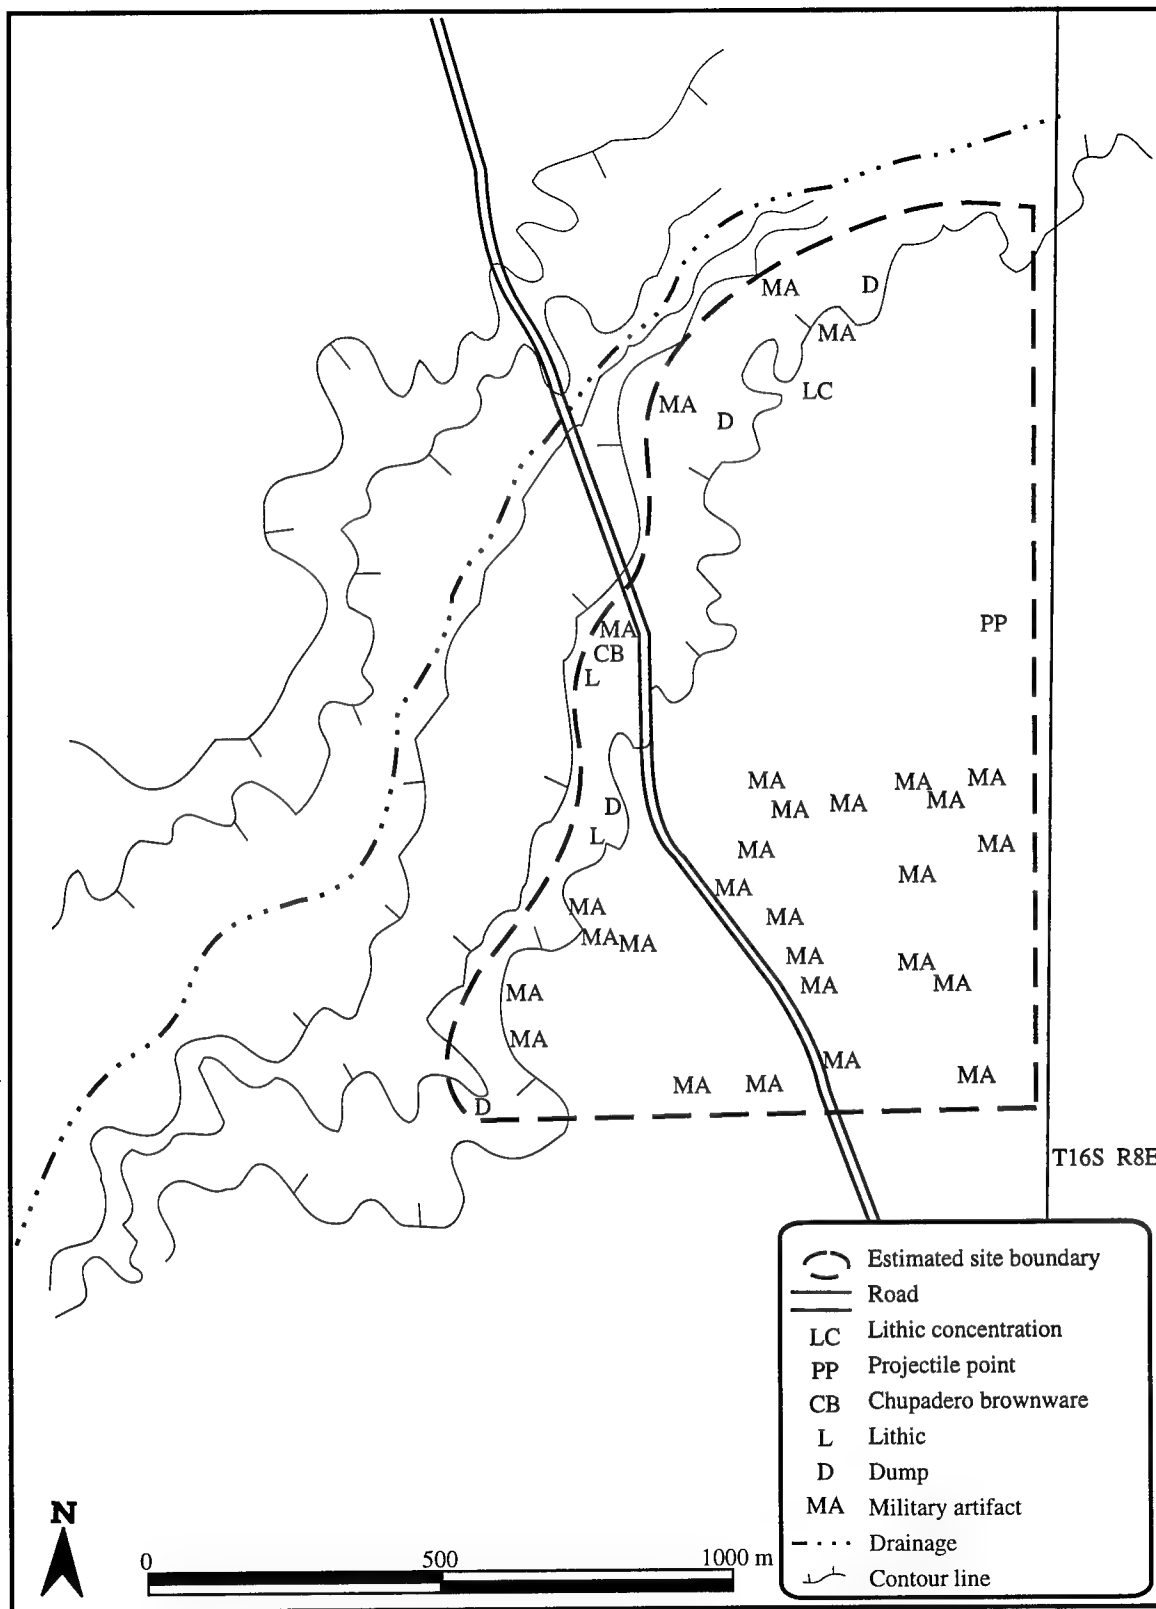 MA D
MA
LC
MA
D
PP
MA
CB
L
MA MA MA
MA MA MA
D
L
MA MA
MA
MA
MA
MA
MA MA
MA
MA
MA MA
MA
MA
MA
MA MA
MA MA
D
T16S R8E
Estimated site boundary
Road
LC Lithic concentration
PP Projectile point
CB Chupadero brownware
L Lithic
D Dump
MA Military artifact
Drainage
Contour line
N
0 500 1000 m